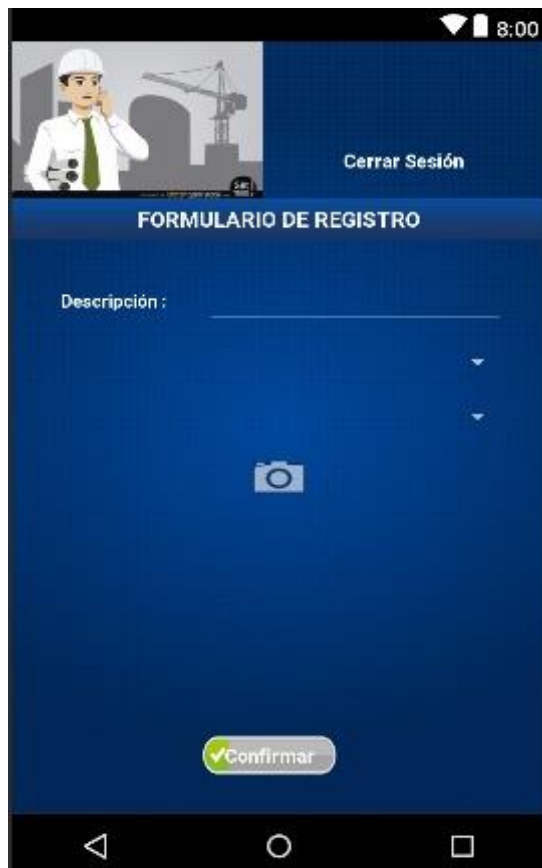 8:00
Cerrar Sesión
FORMULARIO DE REGISTRO
Descripción :
Confirmar